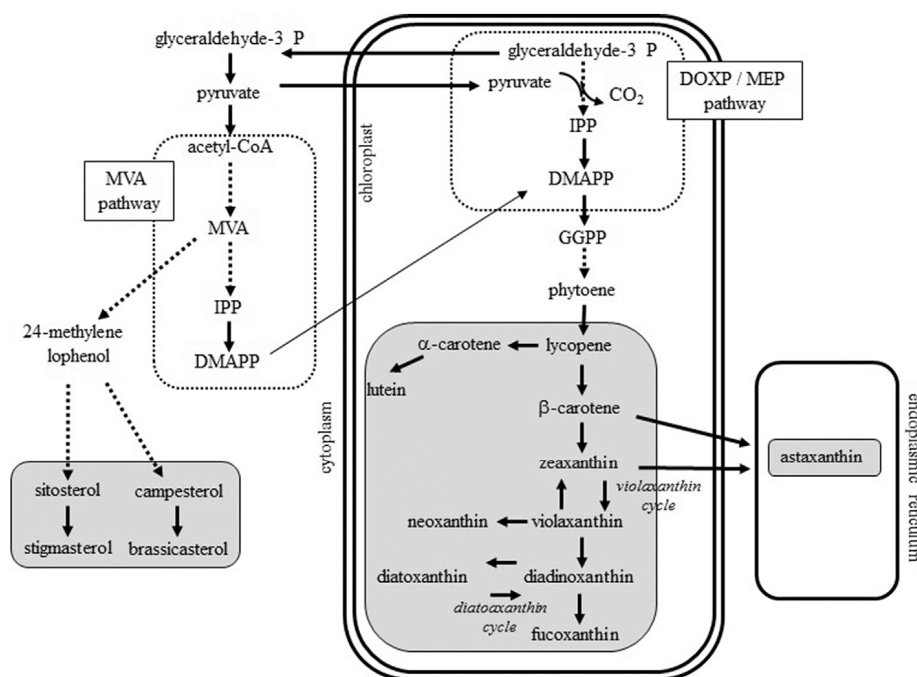 glyceraldehyde-3 P
pyruvate
acetyl-CoA
MVA
pathway
MVA
IPP
DMAPP
24-methylene
lophenol
sitosterol
campesterol
stigmasterol
brassicasterol
cytoplasm
chloroplast
glyceraldehyde-3 P
pyruvate
CO2
DOXP / MEP
pathway
IPP
DMAPP
GGPP
phytoene
α-carotene
lycopene
lutein
β-carotene
zeaxanthin
violaxanthin
cycle
neoxanthin
violaxanthin
diatoxanthin
diadinoxanthin
diatoaxanthin
cycle
fucoxanthin
astaxanthin
endoplasmic reticulum